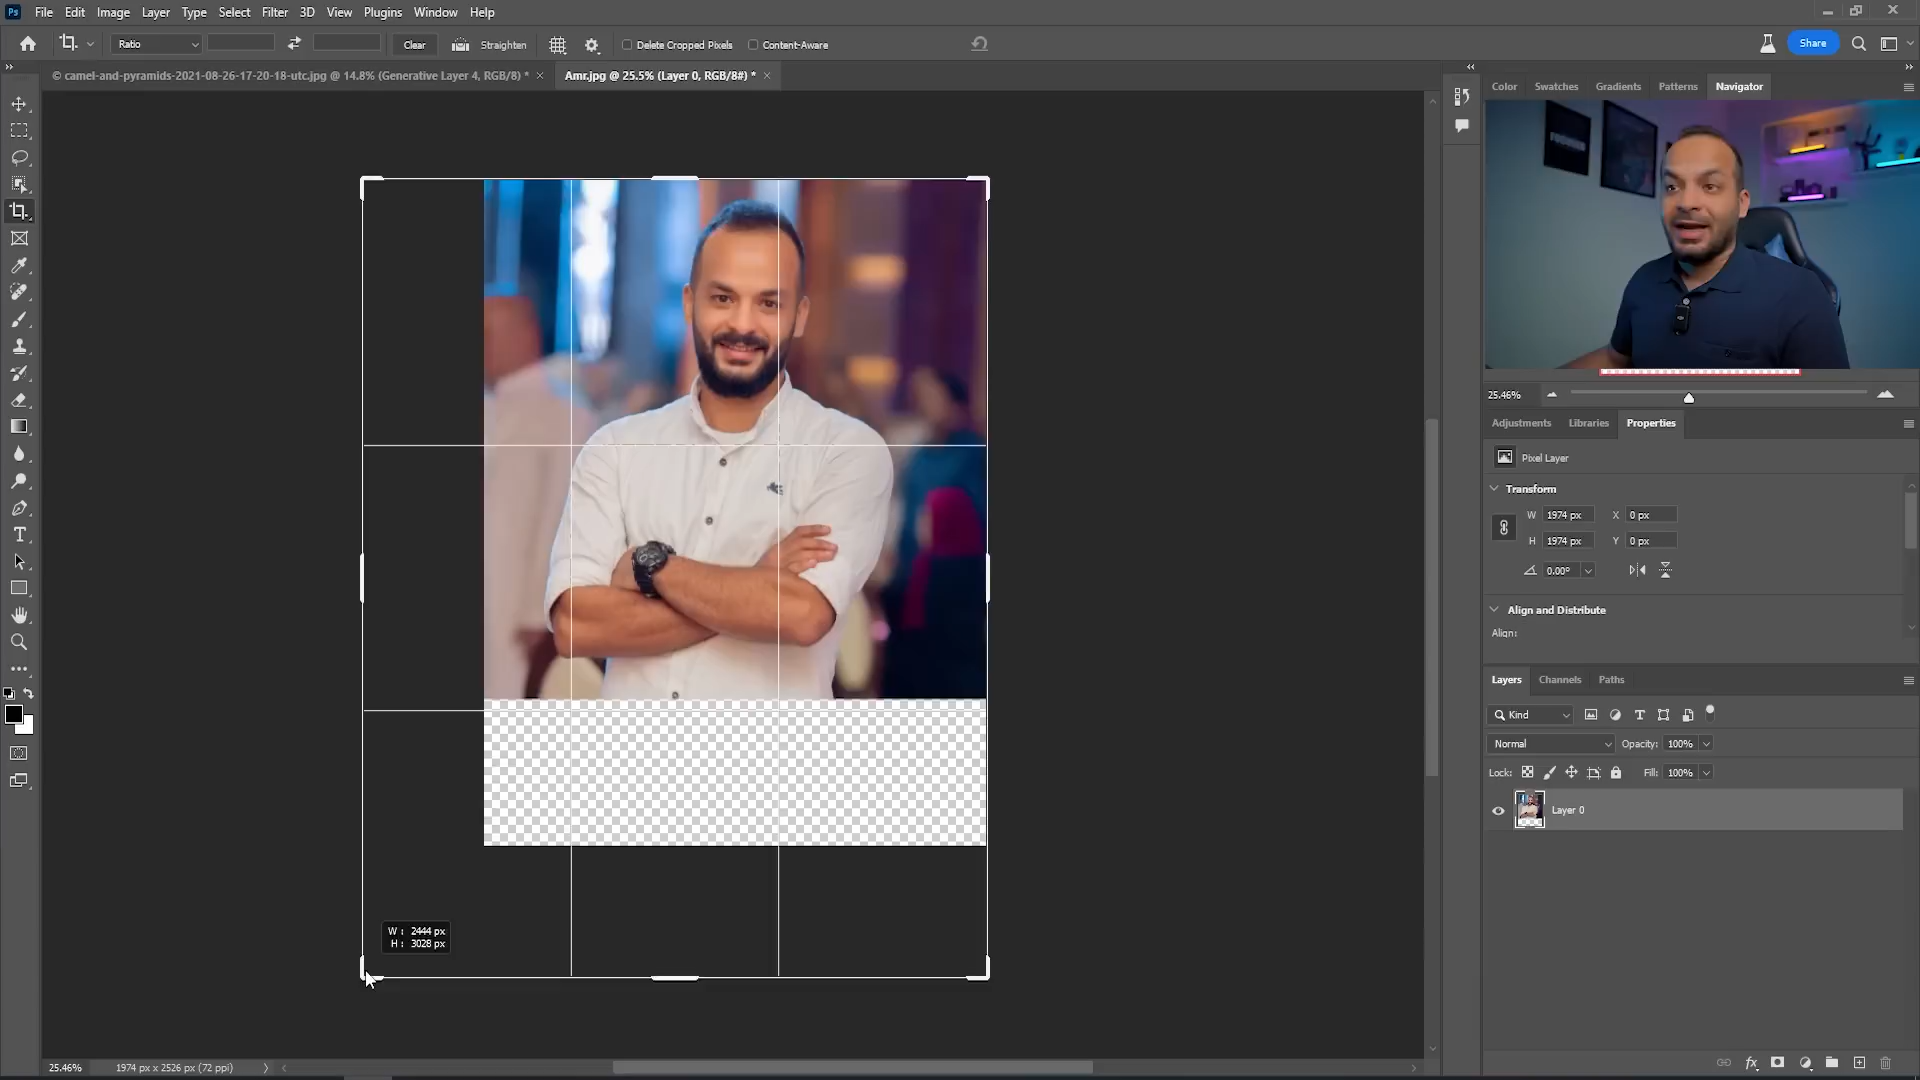 Ps File Edit Image Layer Type Select Filter 3D View Plugins Window Help
Ratio Clear Straighten Delete Cropped Pixels Content-Aware Share
© camel-and-pyramids-2021-08-26-17-20-18-utc.jpg @ 14.8% (Generative Layer 4, RGB/8) * × Amr.jpg @ 25.5% (Layer 0, RGB/8#) * ×
Color Swatches Gradients Patterns Navigator
25.46%
Adjustments Libraries Properties
Pixel Layer
Transform
W 1974 px X 0 px
H 1974 px Y 0 px
0.00°
Align and Distribute
Align:
Layers Channels Paths
Kind
Normal Opacity: 100%
Lock: Fill: 100%
Layer 0
W : 2444 px
H : 3028 px
25.46% 1974 px x 2526 px (72 ppi)